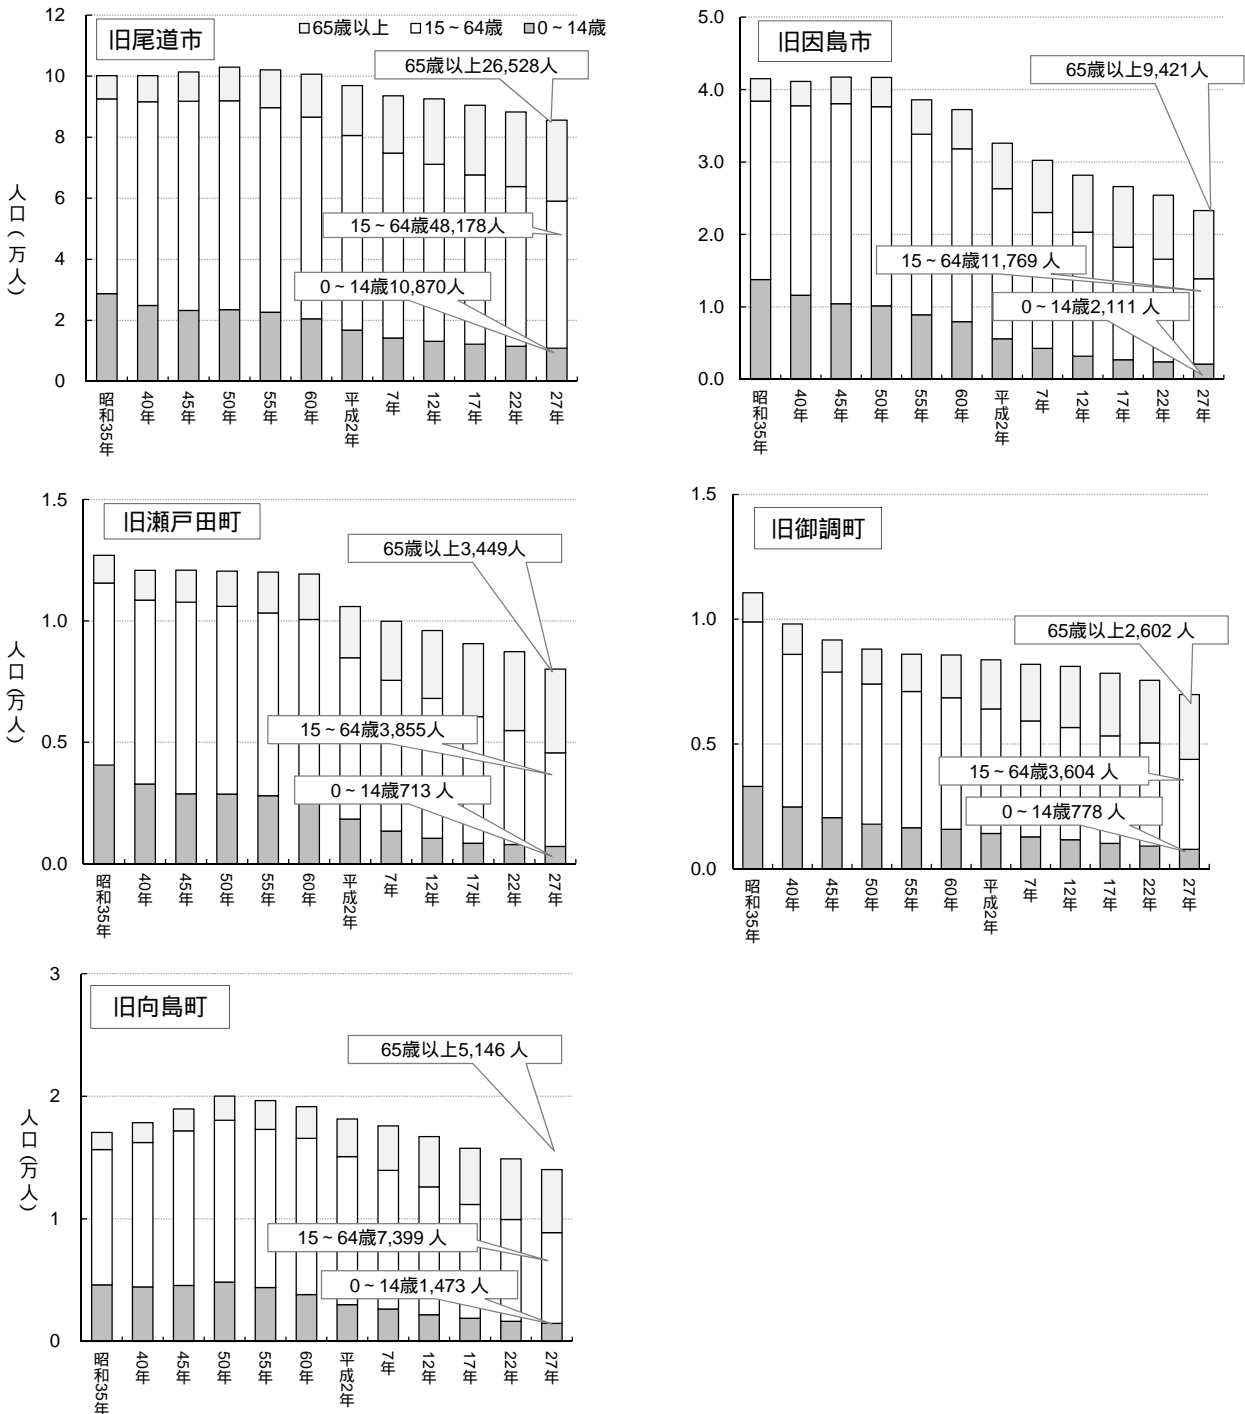 旧尾道市
□65歳以上 □15～64歳 ■0～14歳
人口(万人)
12
10
8
6
4
2
0
65歳以上26,528人
15～64歳48,178人
0～14歳10,870人
昭和35年
40年
45年
50年
55年
60年
平成2年
7年
12年
17年
22年
27年
旧因島市
5.0
4.0
3.0
2.0
1.0
0.0
65歳以上9,421人
15～64歳11,769 人
0～14歳2,111 人
昭和35年
40年
45年
50年
55年
60年
平成2年
7年
12年
17年
22年
27年
旧瀬戸田町
人口(万人)
1.5
1.0
0.5
0.0
65歳以上3,449人
15～64歳3,855人
0～14歳713 人
昭和35年
40年
45年
50年
55年
60年
平成2年
7年
12年
17年
22年
27年
旧御調町
1.5
1.0
0.5
0.0
65歳以上2,602 人
15～64歳3,604 人
0～14歳778 人
昭和35年
40年
45年
50年
55年
60年
平成2年
7年
12年
17年
22年
27年
旧向島町
人口(万人)
3
2
1
0
65歳以上5,146 人
15～64歳7,399 人
0～14歳1,473 人
昭和35年
40年
45年
50年
55年
60年
平成2年
7年
12年
17年
22年
27年